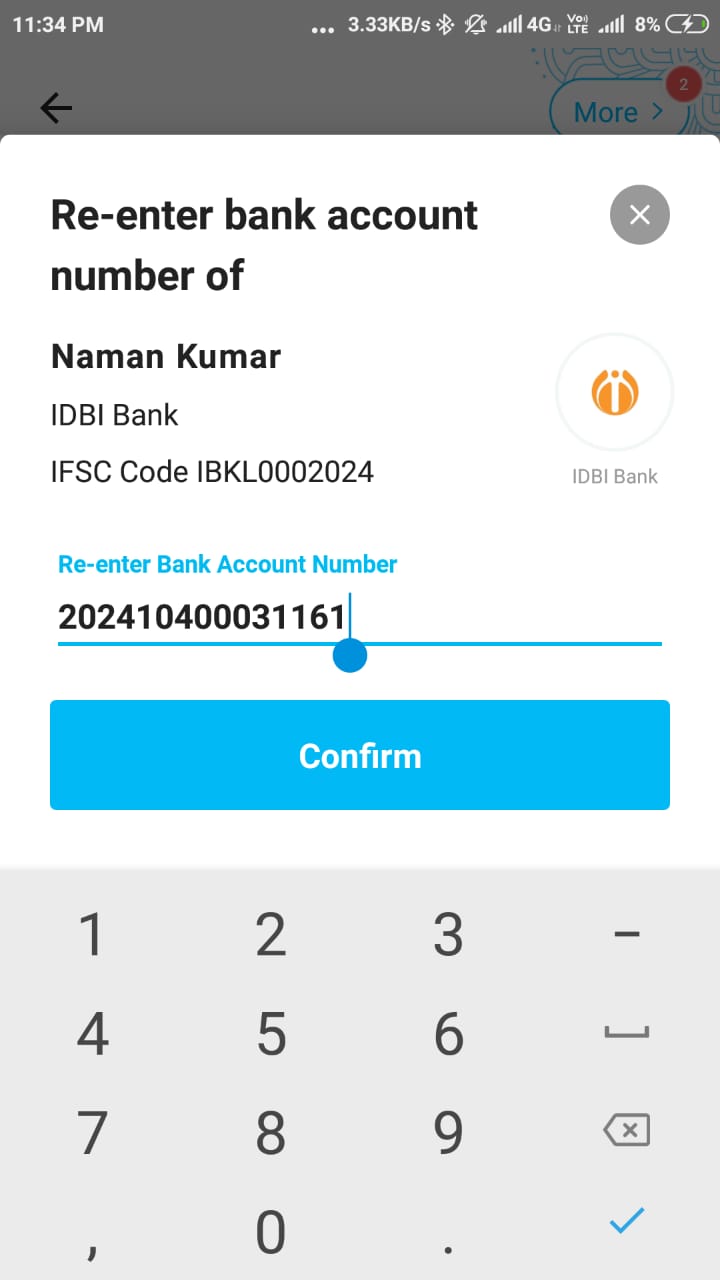 11:34 PM ... 3.33KB/s 4G Vo) LTE 8%
2
More >
Re-enter bank account
number of
Naman Kumar
IDBI Bank
IFSC Code IBKL0002024
IDBI Bank
Re-enter Bank Account Number
202410400031161
Confirm
1 2 3 -
4 5 6
7 8 9
, 0 .